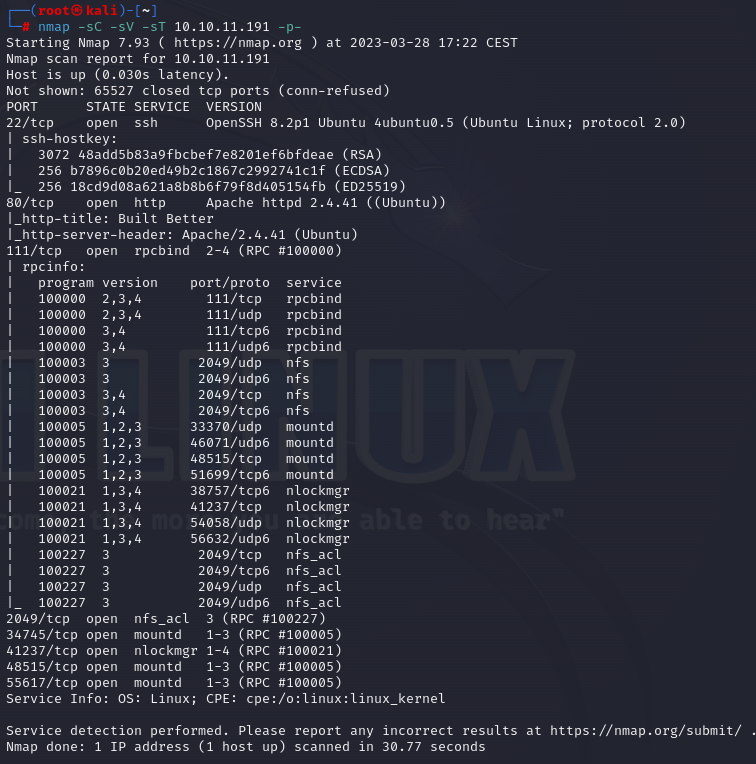 ┌──(root㉿kali)-[~]
└─# nmap -sC -sV -sT 10.10.11.191 -p-
Starting Nmap 7.93 ( https://nmap.org ) at 2023-03-28 17:22 CEST
Nmap scan report for 10.10.11.191
Host is up (0.030s latency).
Not shown: 65527 closed tcp ports (conn-refused)
PORT      STATE SERVICE  VERSION
22/tcp    open  ssh      OpenSSH 8.2p1 Ubuntu 4ubuntu0.5 (Ubuntu Linux; protocol 2.0)
| ssh-hostkey:
|   3072 48add5b83a9fbcbef7e8201ef6bfdeae (RSA)
|   256 b7896c0b20ed49b2c1867c2992741c1f (ECDSA)
|_  256 18cd9d08a621a8b8b6f79f8d405154fb (ED25519)
80/tcp    open  http     Apache httpd 2.4.41 ((Ubuntu))
|_http-title: Built Better
|_http-server-header: Apache/2.4.41 (Ubuntu)
111/tcp   open  rpcbind  2-4 (RPC #100000)
| rpcinfo:
|   program version    port/proto  service
|   100000  2,3,4        111/tcp   rpcbind
|   100000  2,3,4        111/udp   rpcbind
|   100000  3,4          111/tcp6  rpcbind
|   100000  3,4          111/udp6  rpcbind
|   100003  3           2049/udp   nfs
|   100003  3           2049/udp6  nfs
|   100003  3,4         2049/tcp   nfs
|   100003  3,4         2049/tcp6  nfs
|   100005  1,2,3      33370/udp   mountd
|   100005  1,2,3      46071/udp6  mountd
|   100005  1,2,3      48515/tcp   mountd
|   100005  1,2,3      51699/tcp6  mountd
|   100021  1,3,4      38757/tcp6  nlockmgr
|   100021  1,3,4      41237/tcp   nlockmgr
|   100021  1,3,4      54058/udp   nlockmgr
|   100021  1,3,4      56632/udp6  nlockmgr
|   100227  3           2049/tcp   nfs_acl
|   100227  3           2049/tcp6  nfs_acl
|   100227  3           2049/udp   nfs_acl
|_  100227  3           2049/udp6  nfs_acl
2049/tcp  open  nfs_acl  3 (RPC #100227)
34745/tcp open  mountd   1-3 (RPC #100005)
41237/tcp open  nlockmgr 1-4 (RPC #100021)
48515/tcp open  mountd   1-3 (RPC #100005)
55617/tcp open  mountd   1-3 (RPC #100005)
Service Info: OS: Linux; CPE: cpe:/o:linux:linux_kernel
Service detection performed. Please report any incorrect results at https://nmap.org/submit/ .
Nmap done: 1 IP address (1 host up) scanned in 30.77 seconds
LINUX
able to hear"